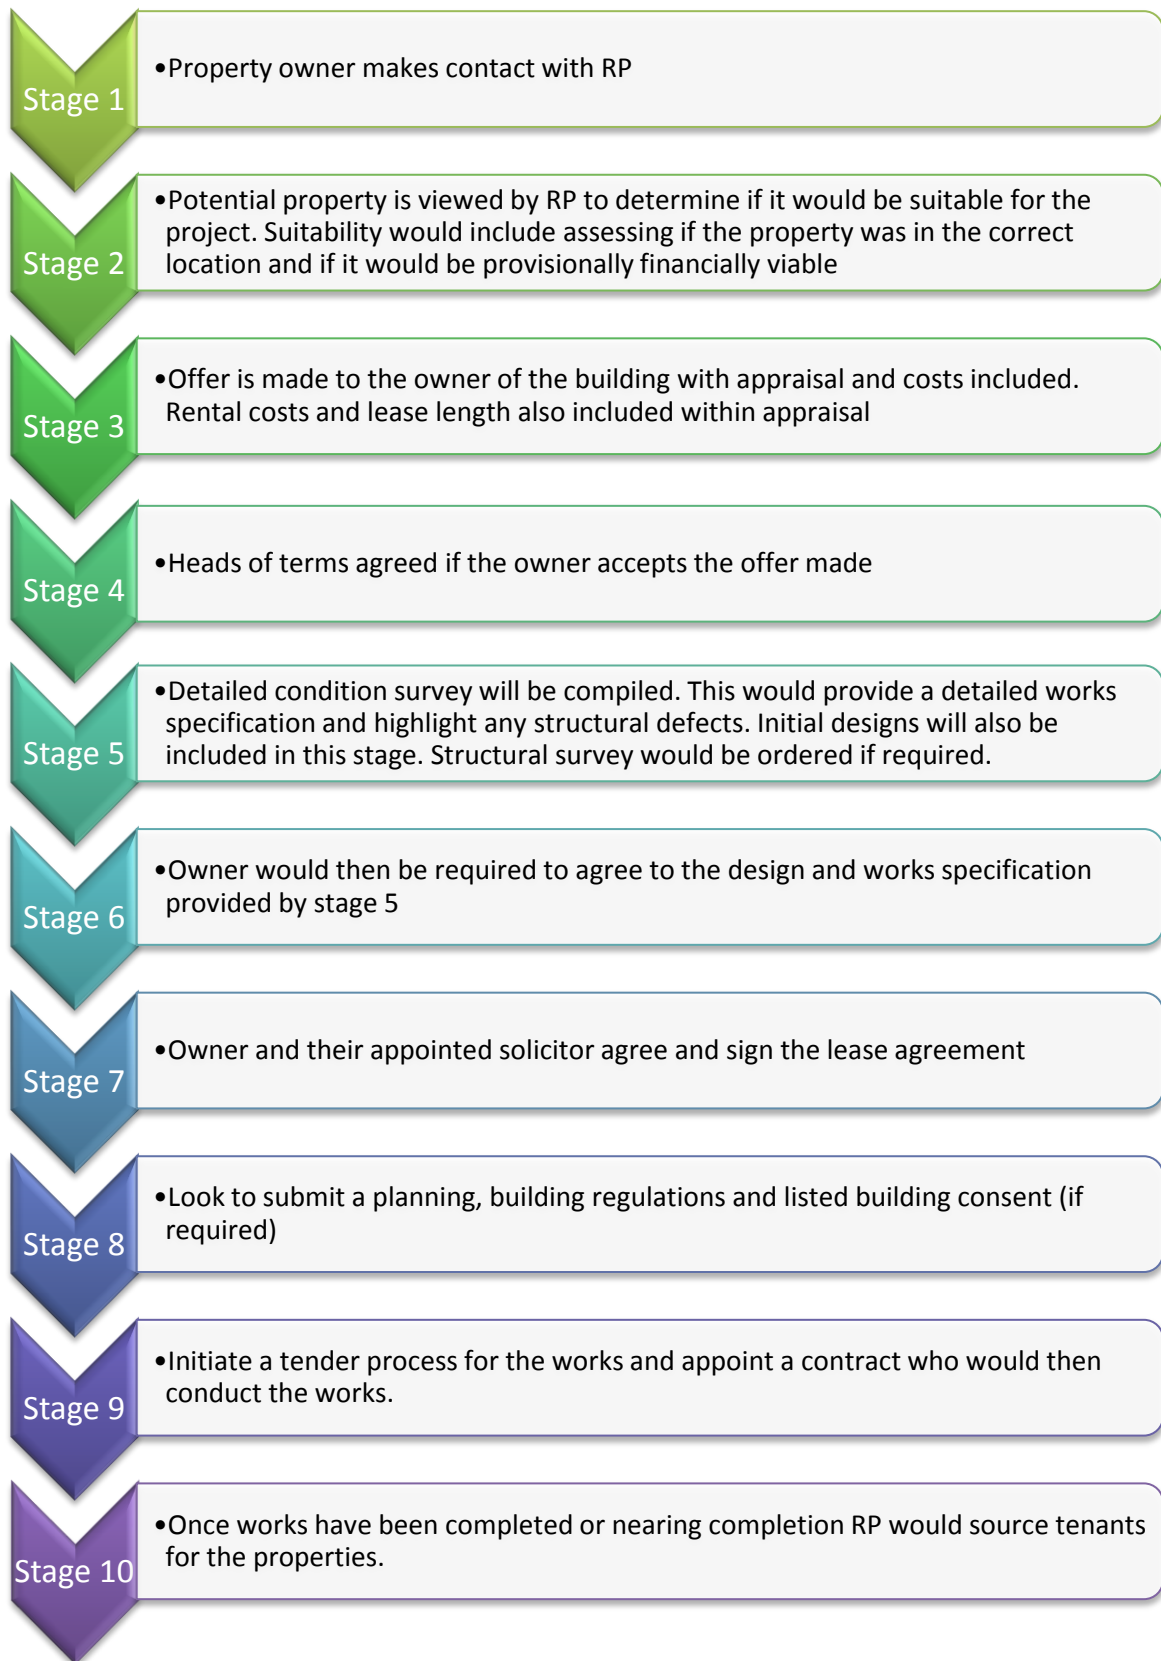 Stage 1
•Property owner makes contact with RP
Stage 2
•Potential property is viewed by RP to determine if it would be suitable for the
project. Suitability would include assessing if the property was in the correct
location and if it would be provisionally financially viable
Stage 3
•Offer is made to the owner of the building with appraisal and costs included.
Rental costs and lease length also included within appraisal
Stage 4
•Heads of terms agreed if the owner accepts the offer made
Stage 5
•Detailed condition survey will be compiled. This would provide a detailed works
specification and highlight any structural defects. Initial designs will also be
included in this stage. Structural survey would be ordered if required.
Stage 6
•Owner would then be required to agree to the design and works specification
provided by stage 5
Stage 7
•Owner and their appointed solicitor agree and sign the lease agreement
Stage 8
•Look to submit a planning, building regulations and listed building consent (if
required)
Stage 9
•Initiate a tender process for the works and appoint a contract who would then
conduct the works.
Stage 10
•Once works have been completed or nearing completion RP would source tenants
for the properties.